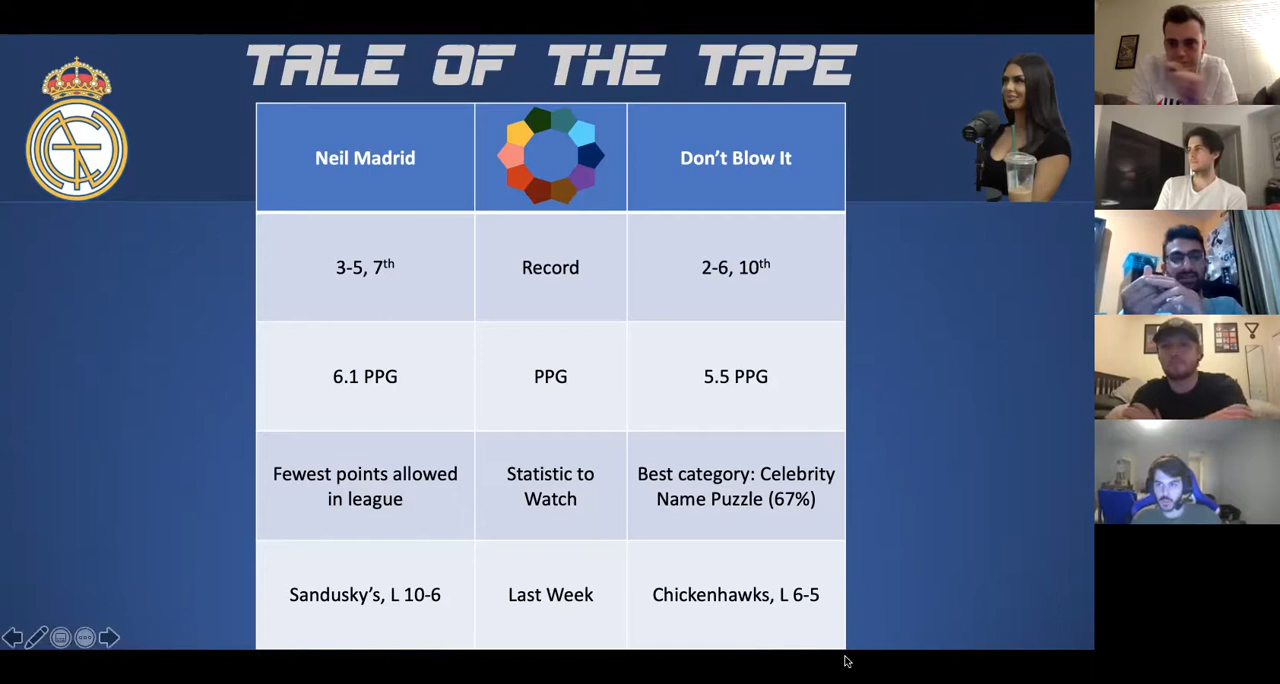 TALE OF THE TAPE
Neil Madrid
Don't Blow It
3-5, 7th
Record
2-6, 10th
6.1 PPG
PPG
5.5 PPG
Fewest points allowed
in league
Statistic to
Watch
Best category: Celebrity
Name Puzzle (67%)
Sandusky's, L 10-6
Last Week
Chickenhawks, L 6-5